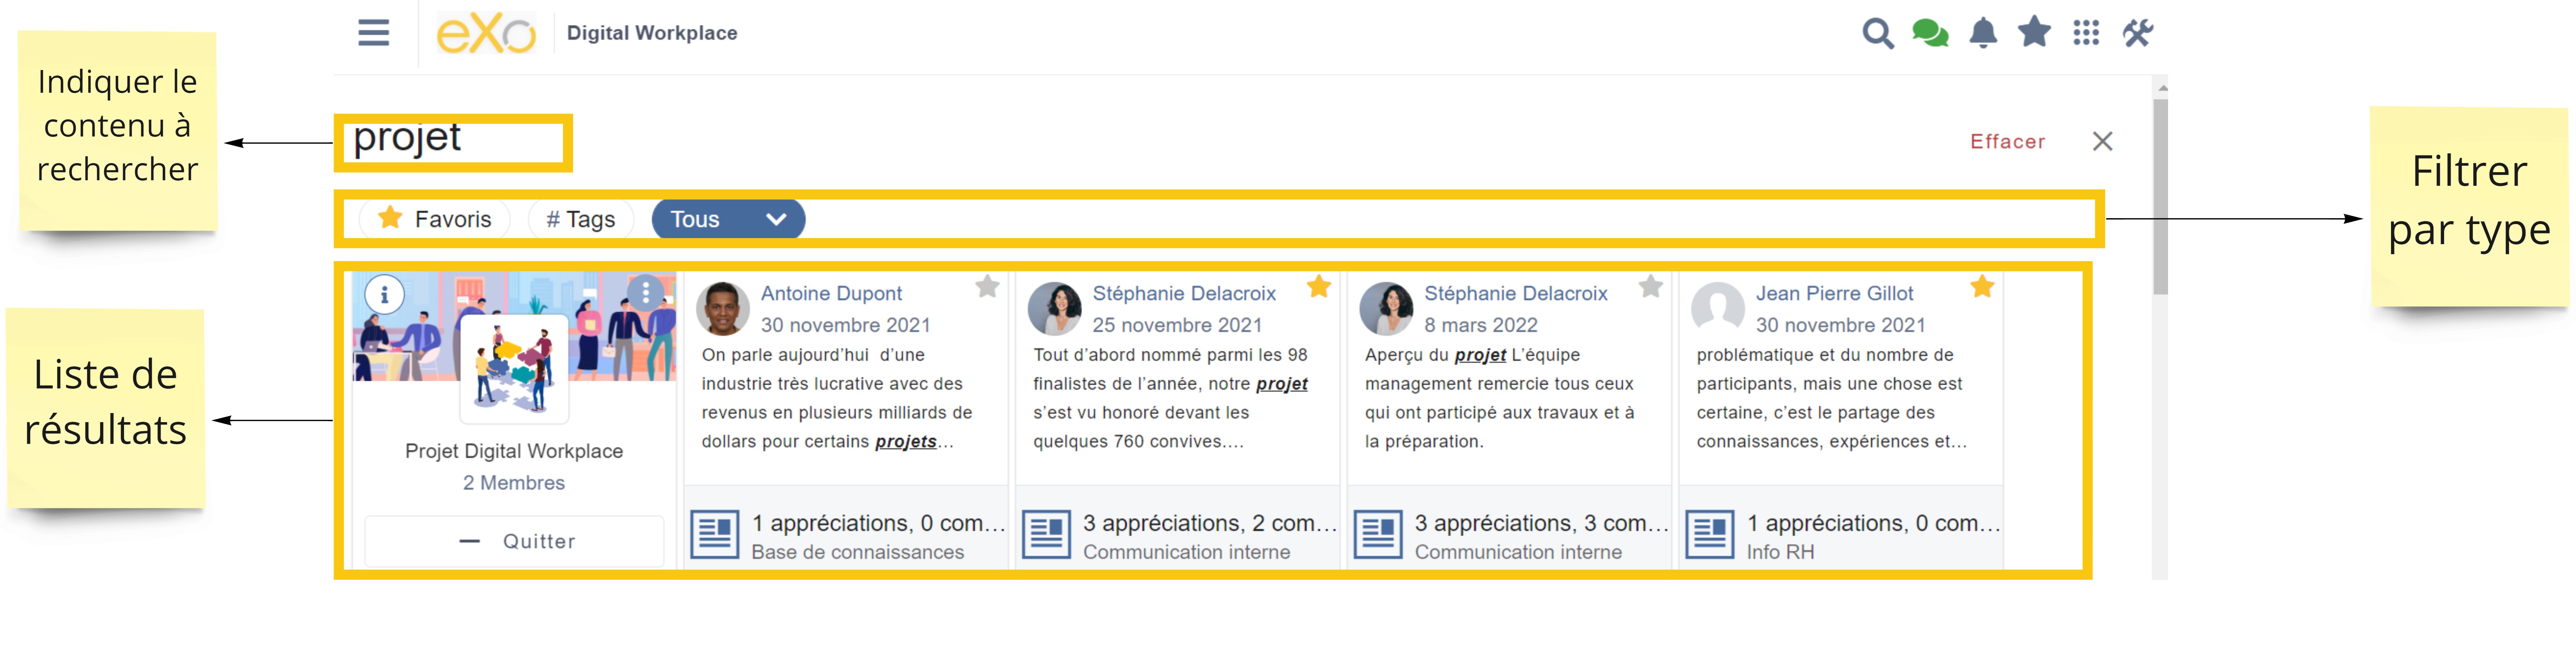 Indiquer le
contenu à
rechercher
Liste de
résultats
eXo
Digital Workplace
projet
Effacer
Favoris
# Tags
Tous
i
Projet Digital Workplace
2 Membres
Quitter
Antoine Dupont
30 novembre 2021
On parle aujourd’hui d’une
industrie très lucrative avec des
revenus en plusieurs milliards de
dollars pour certains projets...
1 appréciations, 0 com...
Base de connaissances
Stéphanie Delacroix
25 novembre 2021
Tout d’abord nommé parmi les 98
finalistes de l’année, notre projet
s’est vu honoré devant les
quelques 760 convives....
3 appréciations, 2 com...
Communication interne
Stéphanie Delacroix
8 mars 2022
Aperçu du projet L’équipe
management remercie tous ceux
qui ont participé aux travaux et à
la préparation.
3 appréciations, 3 com...
Communication interne
Jean Pierre Gillot
30 novembre 2021
problématique et du nombre de
participants, mais une chose est
certaine, c’est le partage des
connaissances, expériences et...
1 appréciations, 0 com...
Info RH
Filtrer
par type